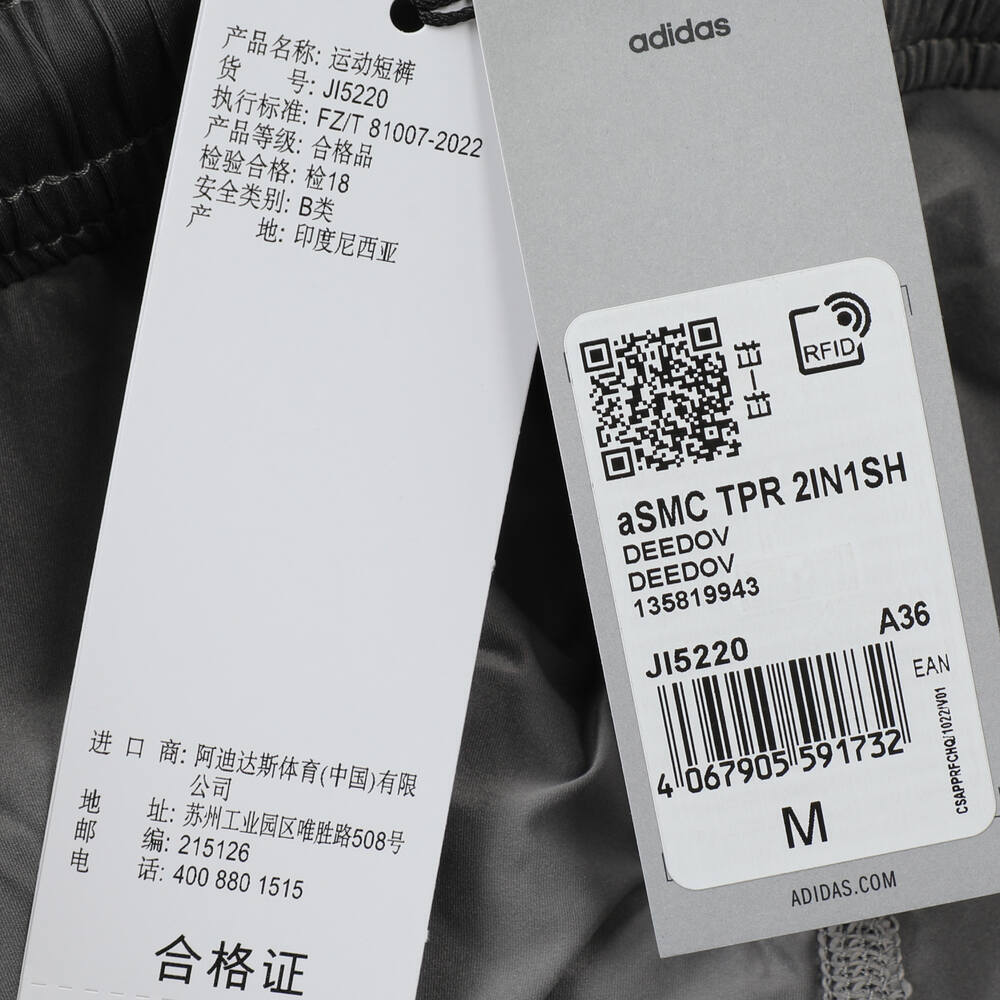 产品名称: 运动短裤
货 号: JI5220
执行标准: FZ/T 81007-2022
产品等级: 合格品
检验合格: 检18
安全类别: B类
产 地: 印度尼西亚
进 口 商: 阿迪达斯体育(中国)有限
公司
地 址: 苏州工业园区唯胜路508号
邮 编: 215126
电 话: 400 880 1515
合格证
adidas
RFID
扫一扫
aSMC TPR 2IN1SH
DEEDOV
DEEDOV
135819943
JI5220 A36
EAN
4 067905 591732
CSAPPRFCHQ/1022/V01
M
ADIDAS.COM